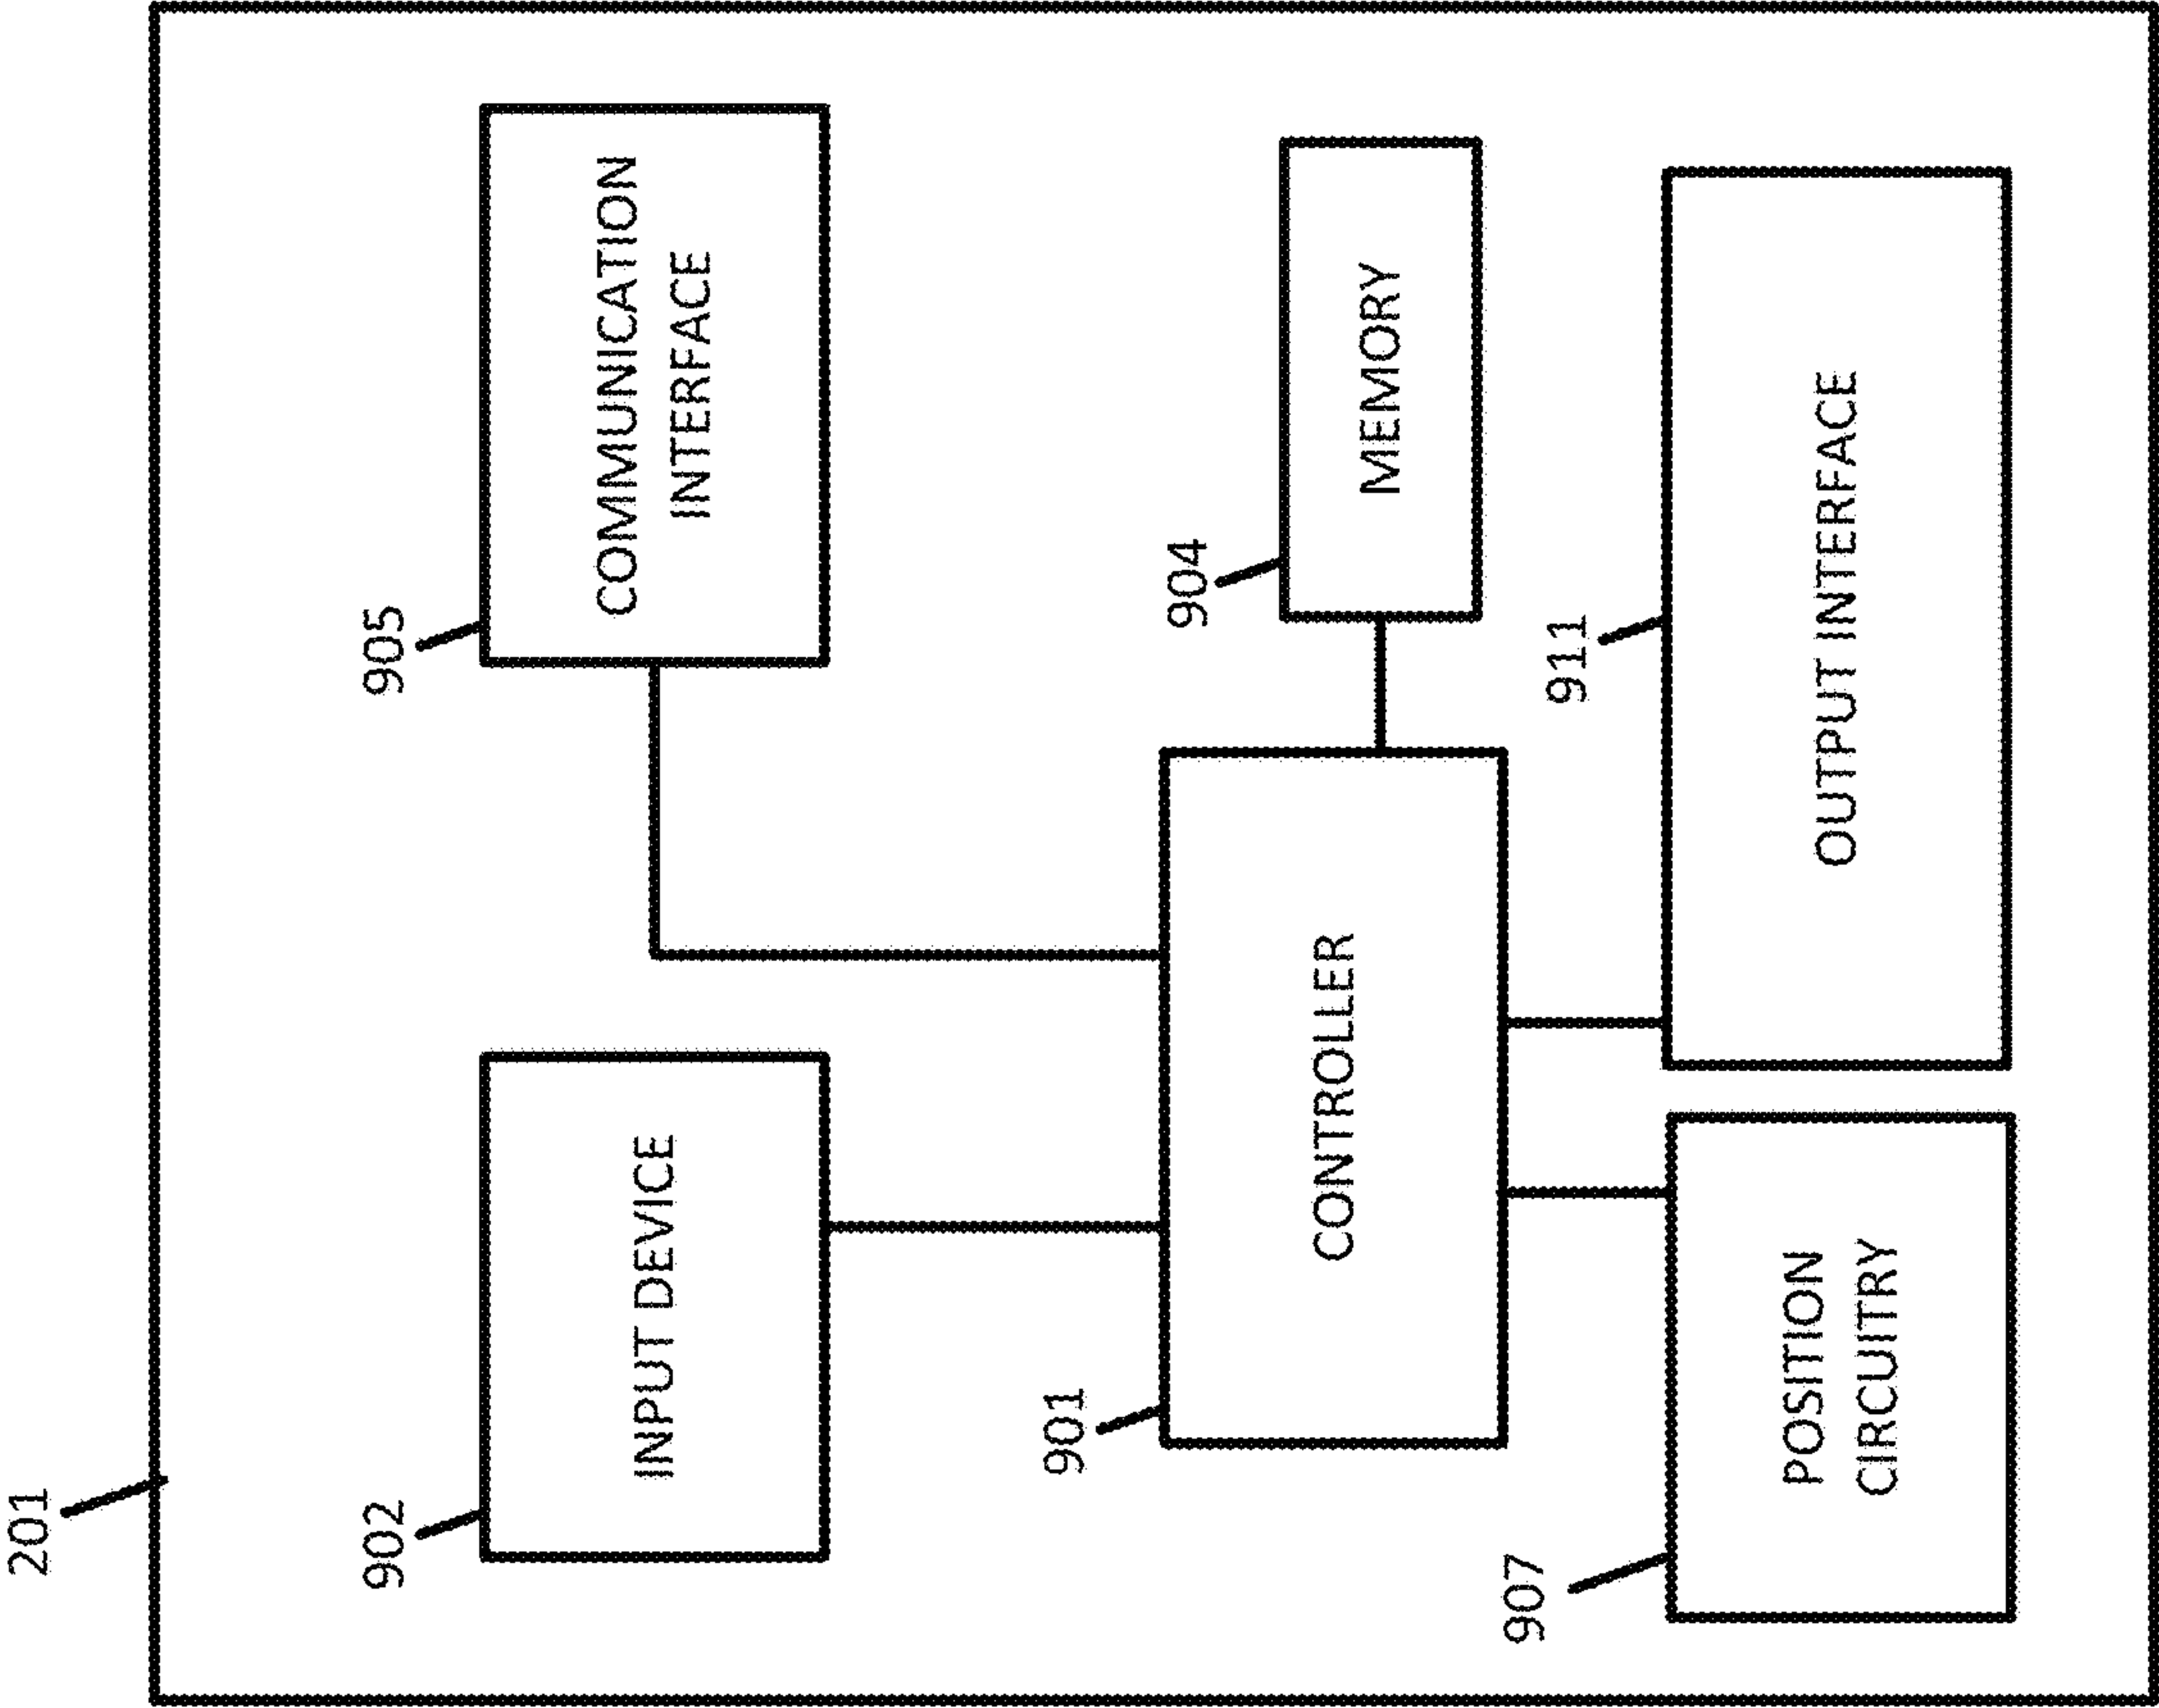 201
902
INPUT DEVICE
905
COMMUNICATION
INTERFACE
901
CONTROLLER
904
MEMORY
907
POSITION
CIRCUITRY
911
OUTPUT INTERFACE